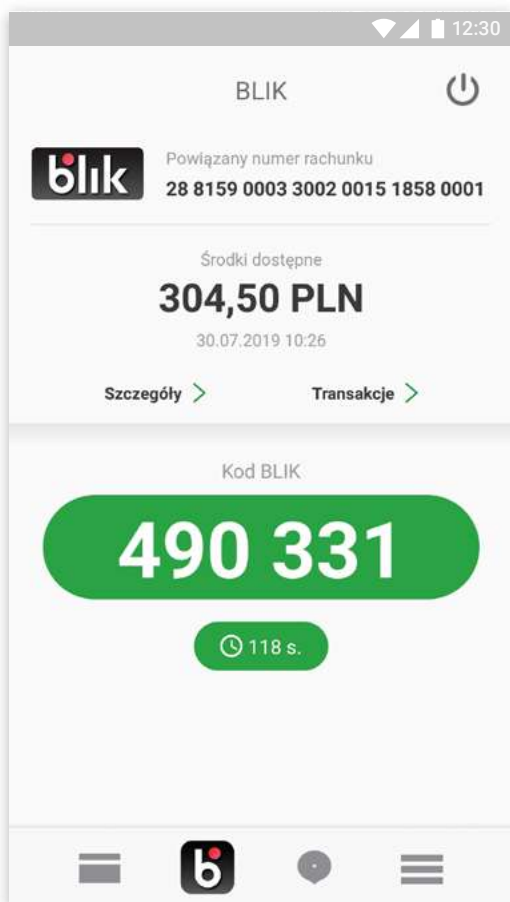 12:30
BLIK
blik
Powiązany numer rachunku
28 8159 0003 3002 0015 1858 0001
Środki dostępne
304,50 PLN
30.07.2019 10:26
Szczegóły Transakcje
Kod BLIK
490 331
118 s.
b